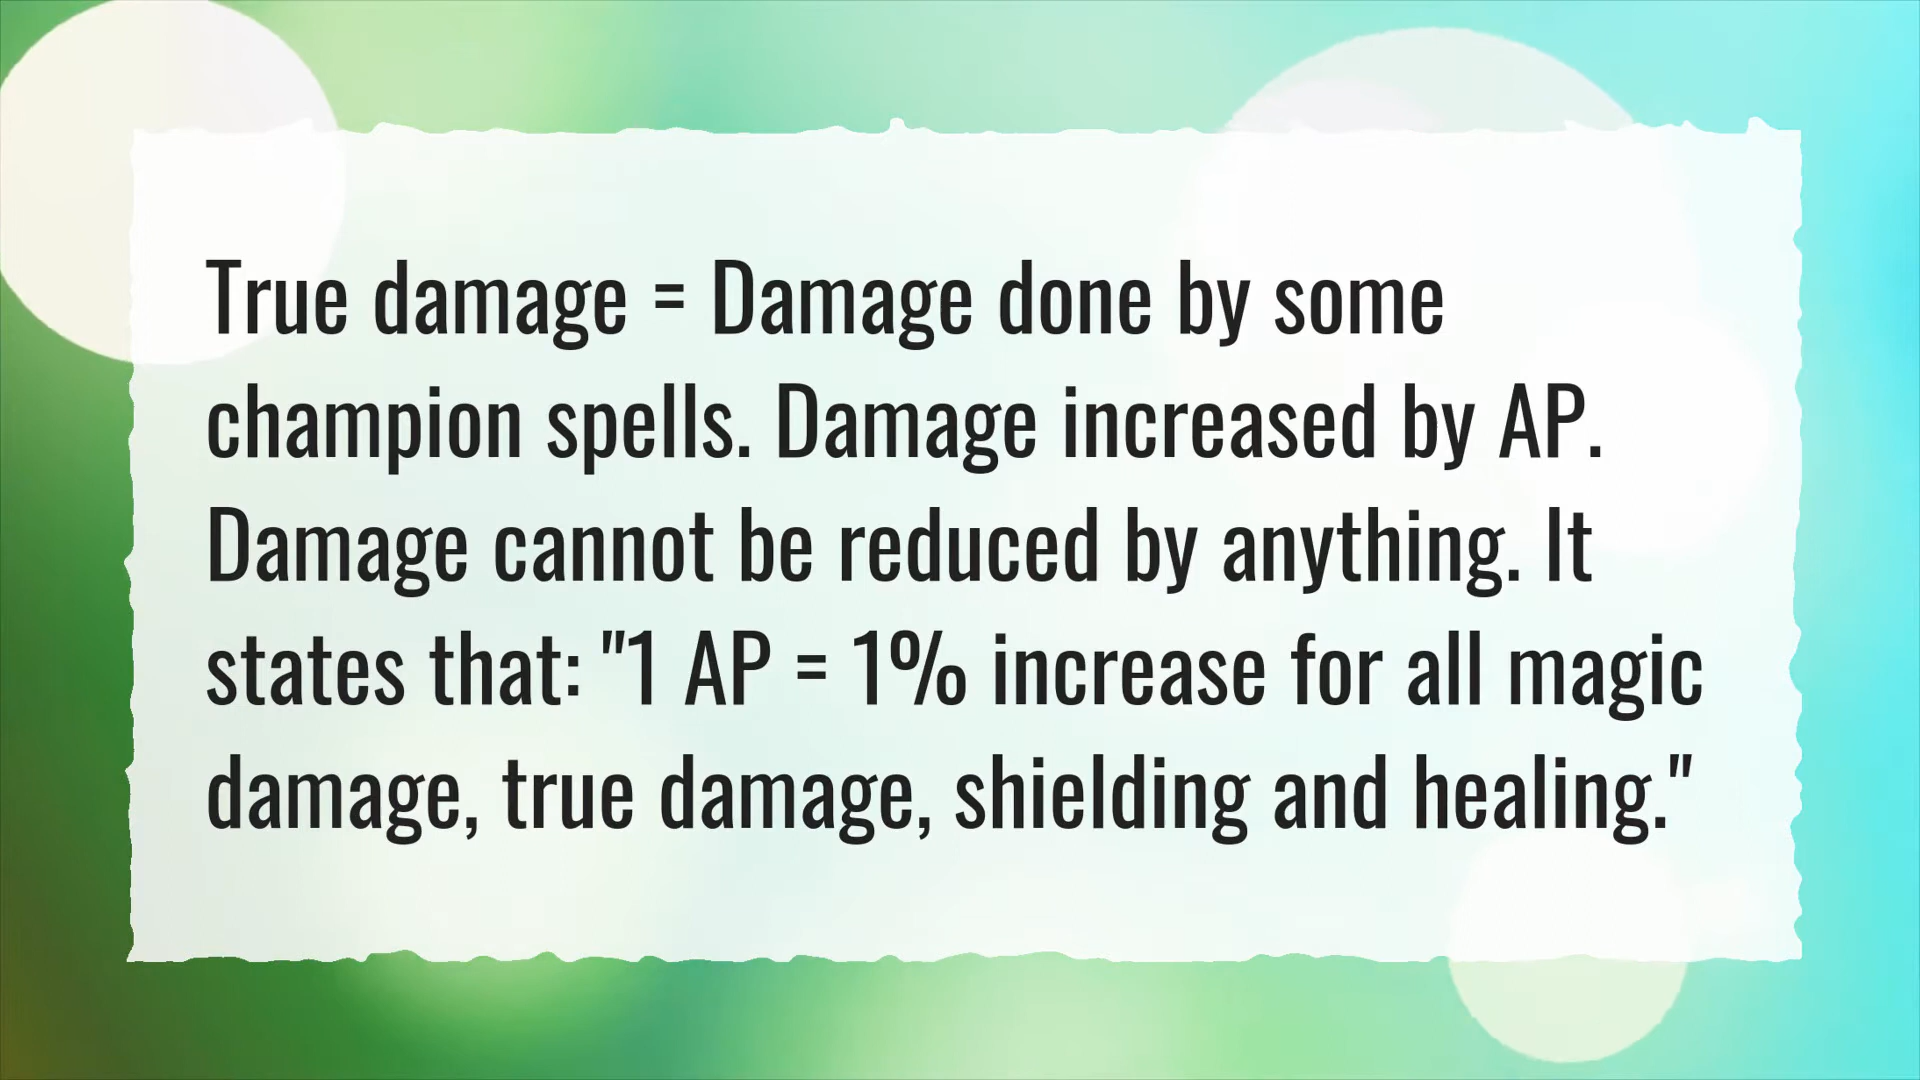 True damage = Damage done by some
champion spells. Damage increased by AP.
Damage cannot be reduced by anything. It
states that: "1 AP = 1% increase for all magic
damage, true damage, shielding and healing."